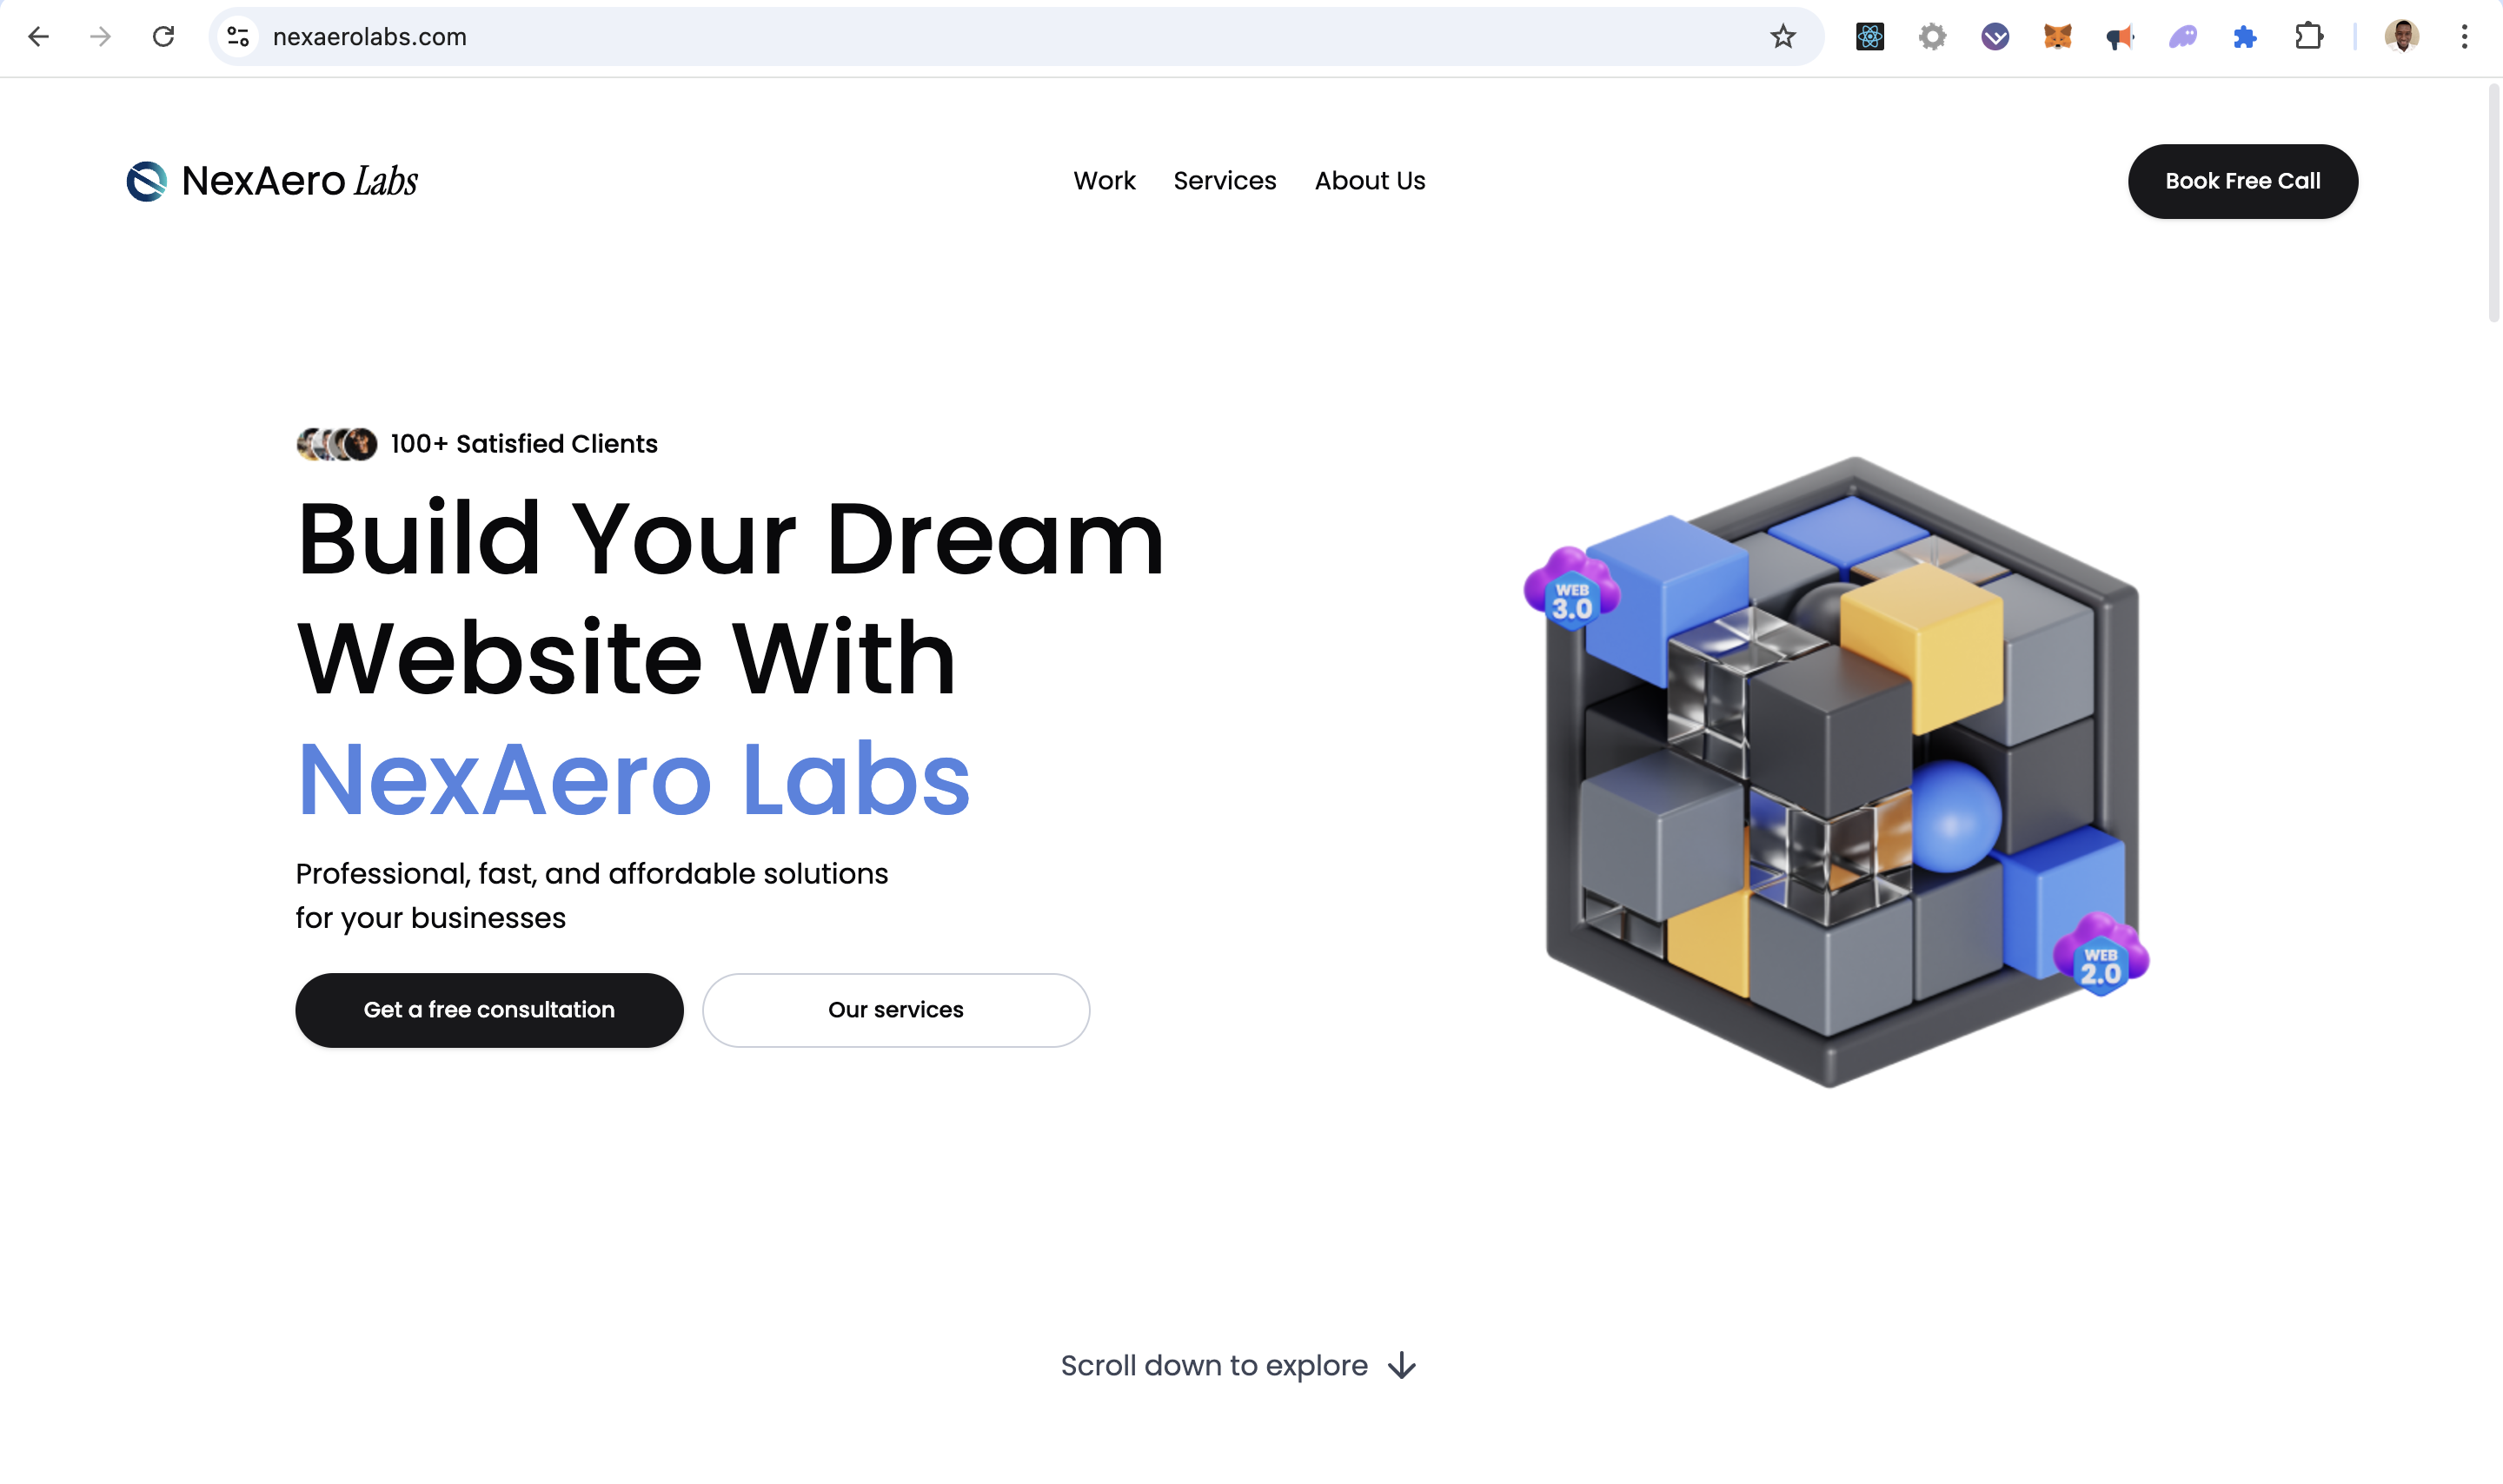 nexaerolabs.com
NexAero Labs
Work
Services
About Us
Book Free Call
100+ Satisfied Clients
Build Your Dream
Website With
NexAero Labs
Professional, fast, and affordable solutions
for your businesses
Get a free consultation
Our services
WEB
3.0
WEB
2.0
Scroll down to explore